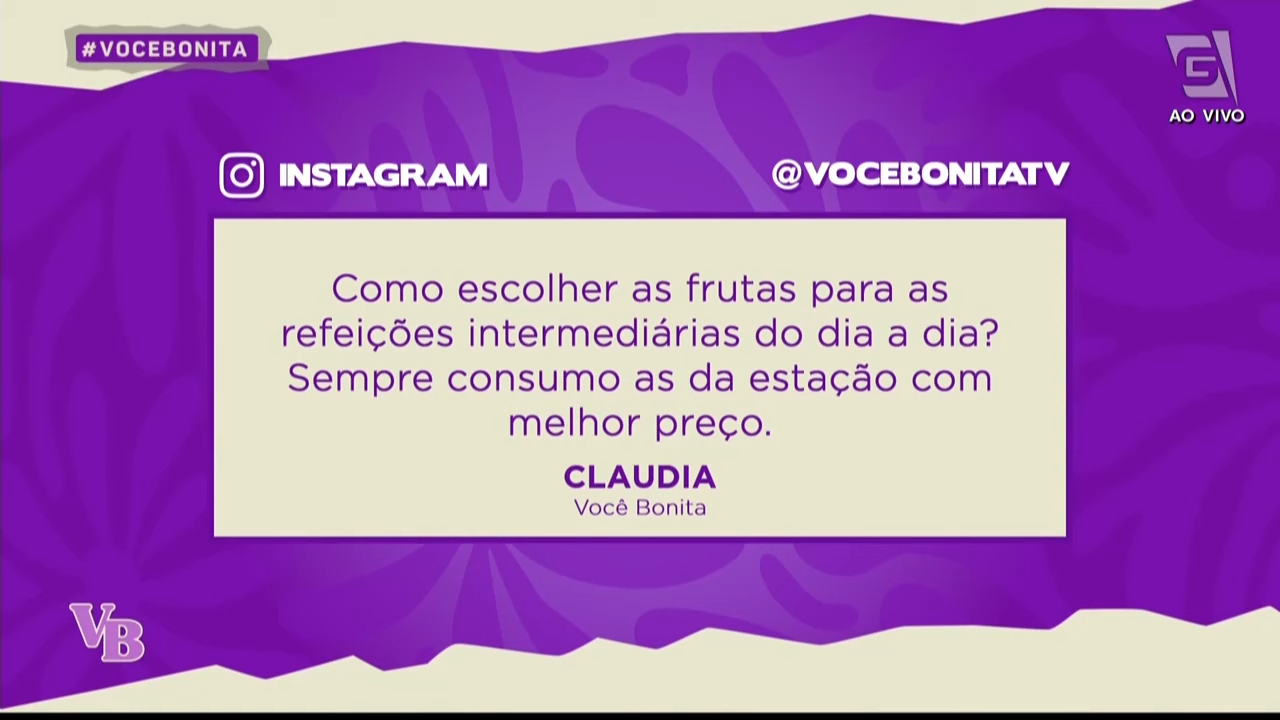 #VOCEBONITA
G
AO VIVO
INSTAGRAM
@VOCEBONITATV
Como escolher as frutas para as
refeições intermediárias do dia a dia?
Sempre consumo as da estação com
melhor preço.
CLAUDIA
Você Bonita
VB